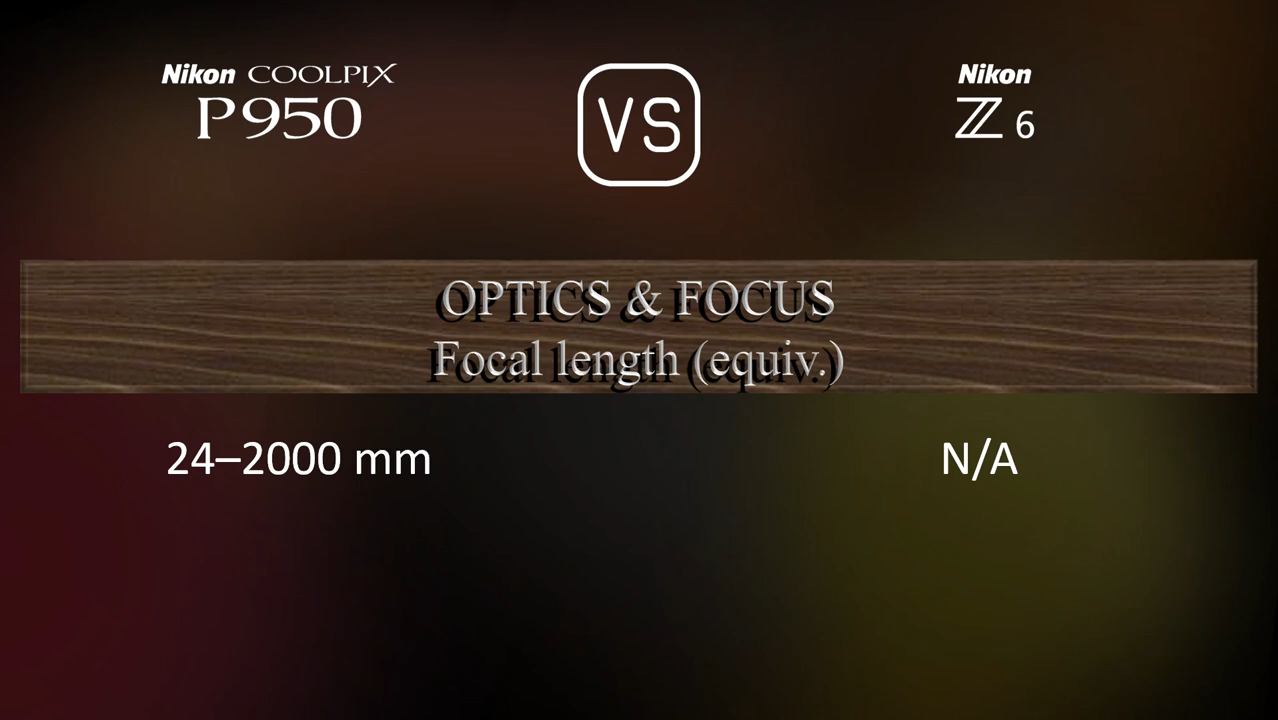 Nikon COOLPIX
P950
VS
Nikon
Z 6
OPTICS & FOCUS
Focal length (equiv.)
24–2000 mm
N/A